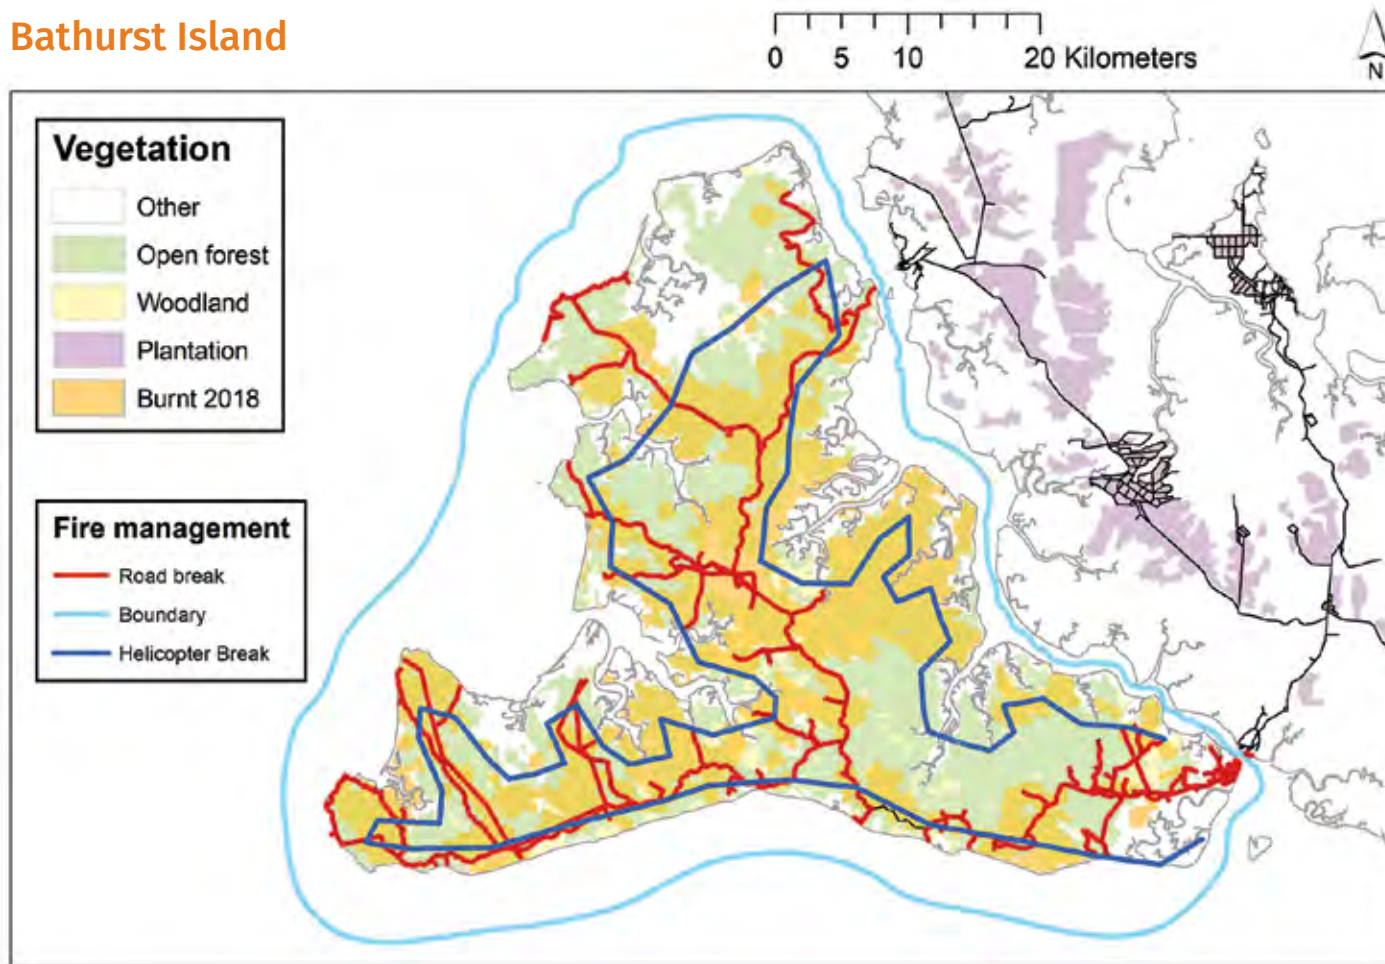 Bathurst Island
0 5 10 20 Kilometers
N
Vegetation
Other
Open forest
Woodland
Plantation
Burnt 2018
Fire management
Road break
Boundary
Helicopter Break